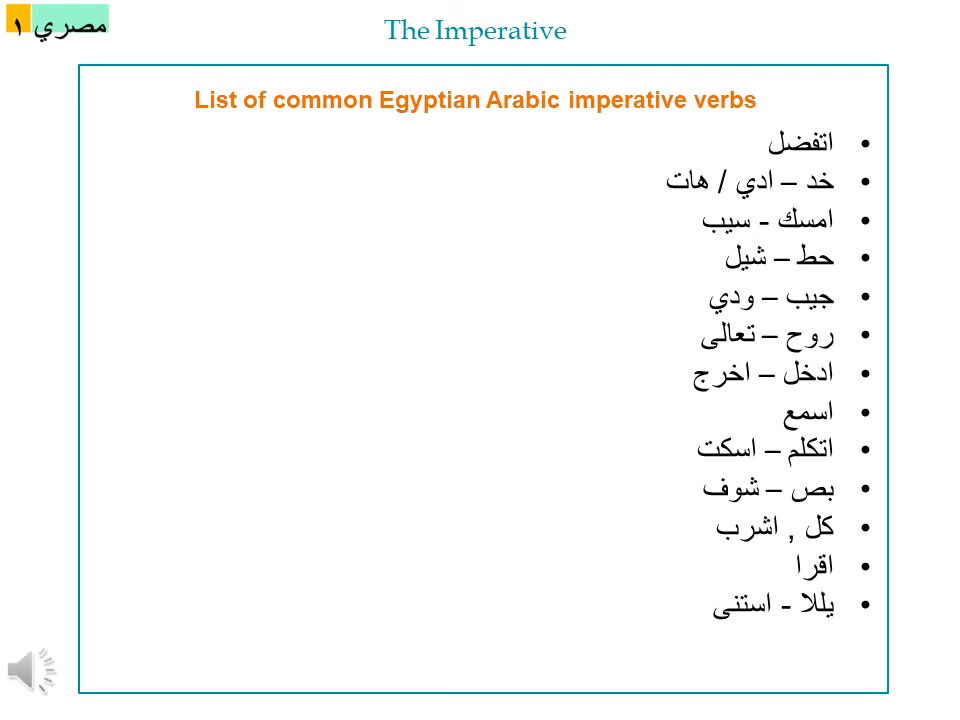 مصري ١
The Imperative
List of common Egyptian Arabic imperative verbs
• اتفضل
• خد – ادي / هات
• امسك - سيب
• حط – شيل
• جيب – ودي
• روح – تعالى
• ادخل – اخرج
• اسمع
• اتكلم – اسكت
• بص – شوف
• كل , اشرب
• اقرا
• يللا - استنى